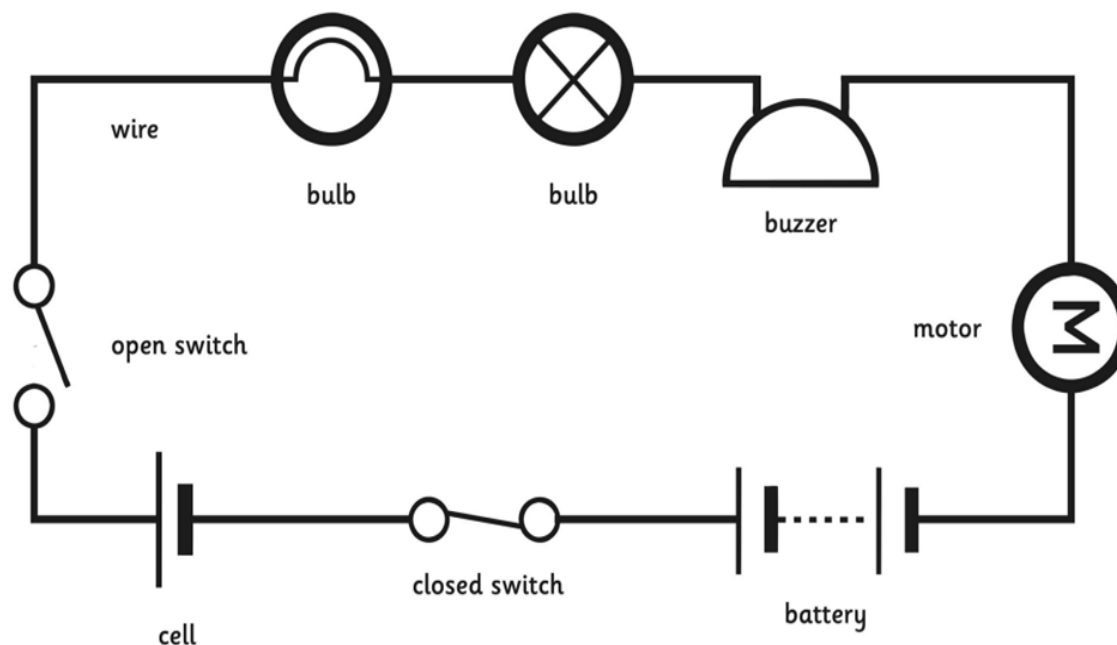 wire
bulb
bulb
buzzer
open switch
motor
M
cell
closed switch
battery